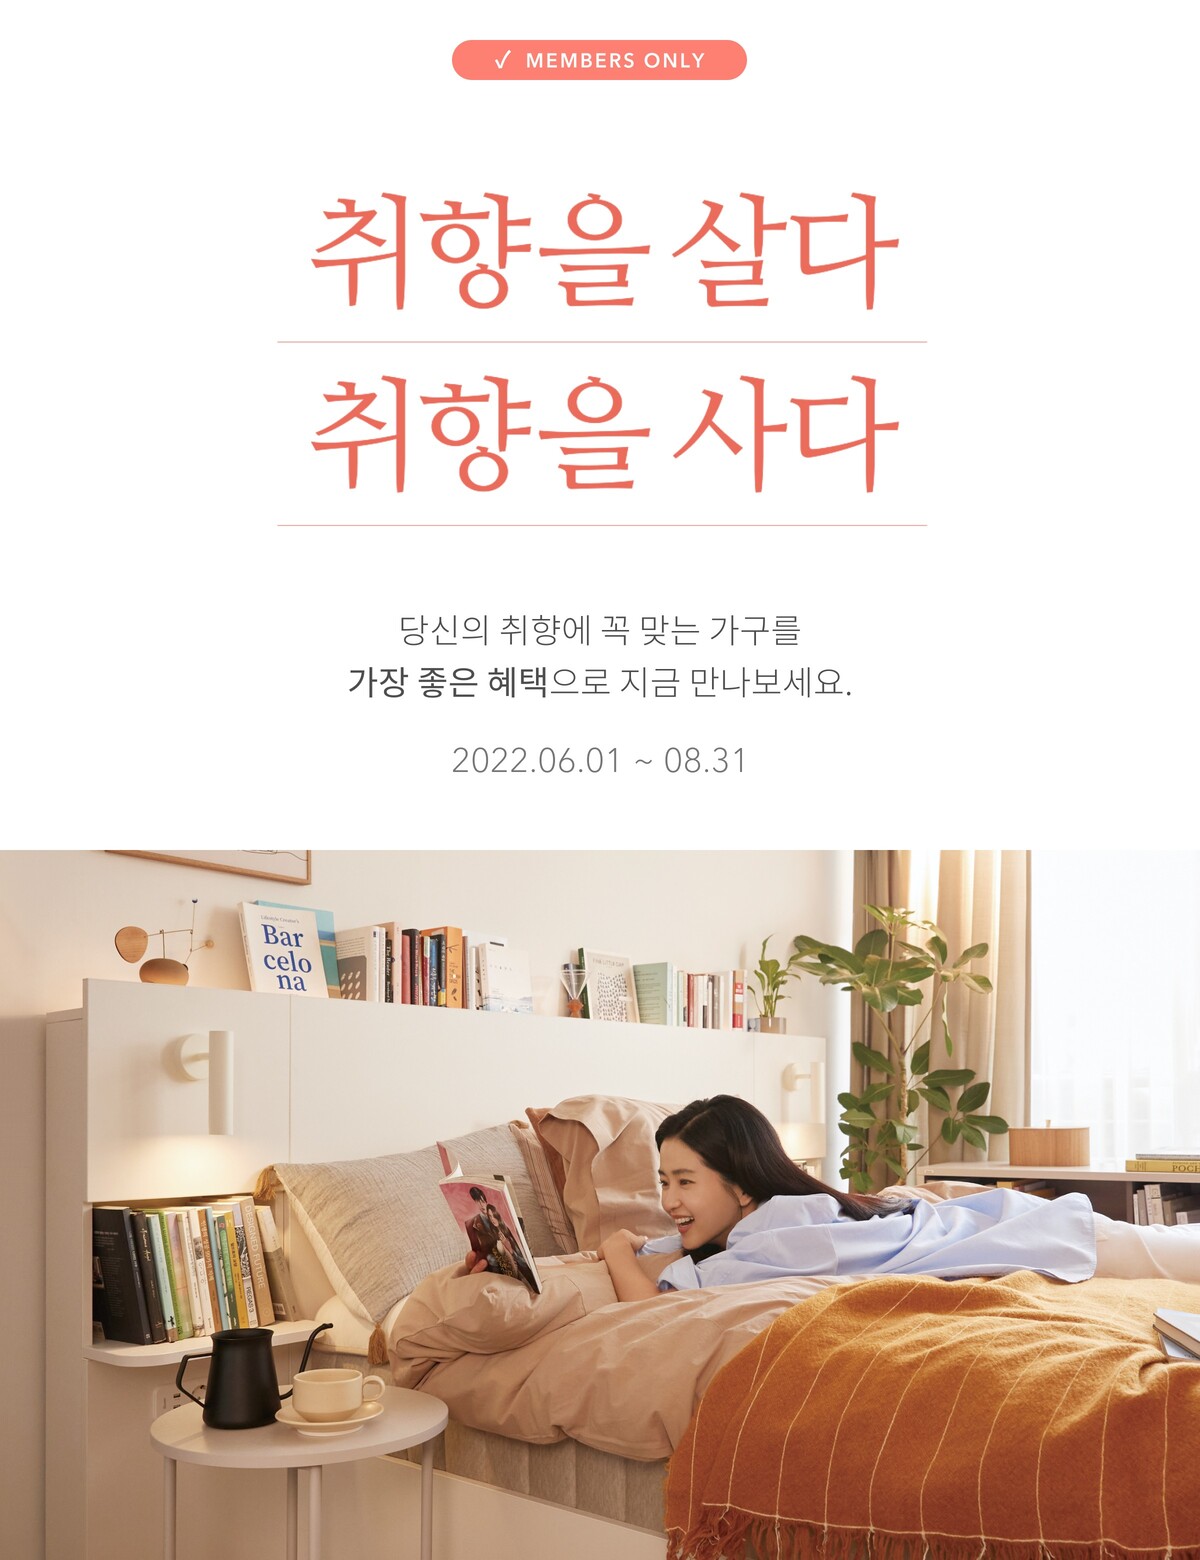 ✓ MEMBERS ONLY
취향을 살다
취향을 사다
당신의 취향에 꼭 맞는 가구를
가장 좋은 혜택으로 지금 만나보세요.
2022.06.01 ~ 08.31
Bar
celo
na